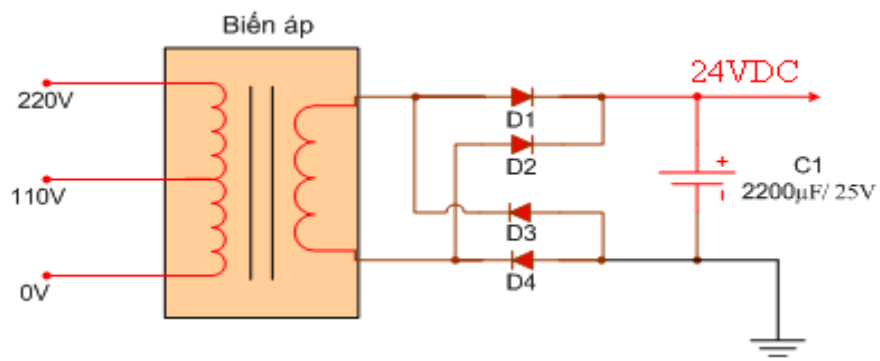 Biến áp
24VDC
220V
D1
D2
C1
110V
2200µF/ 25V
+
D3
D4
0V